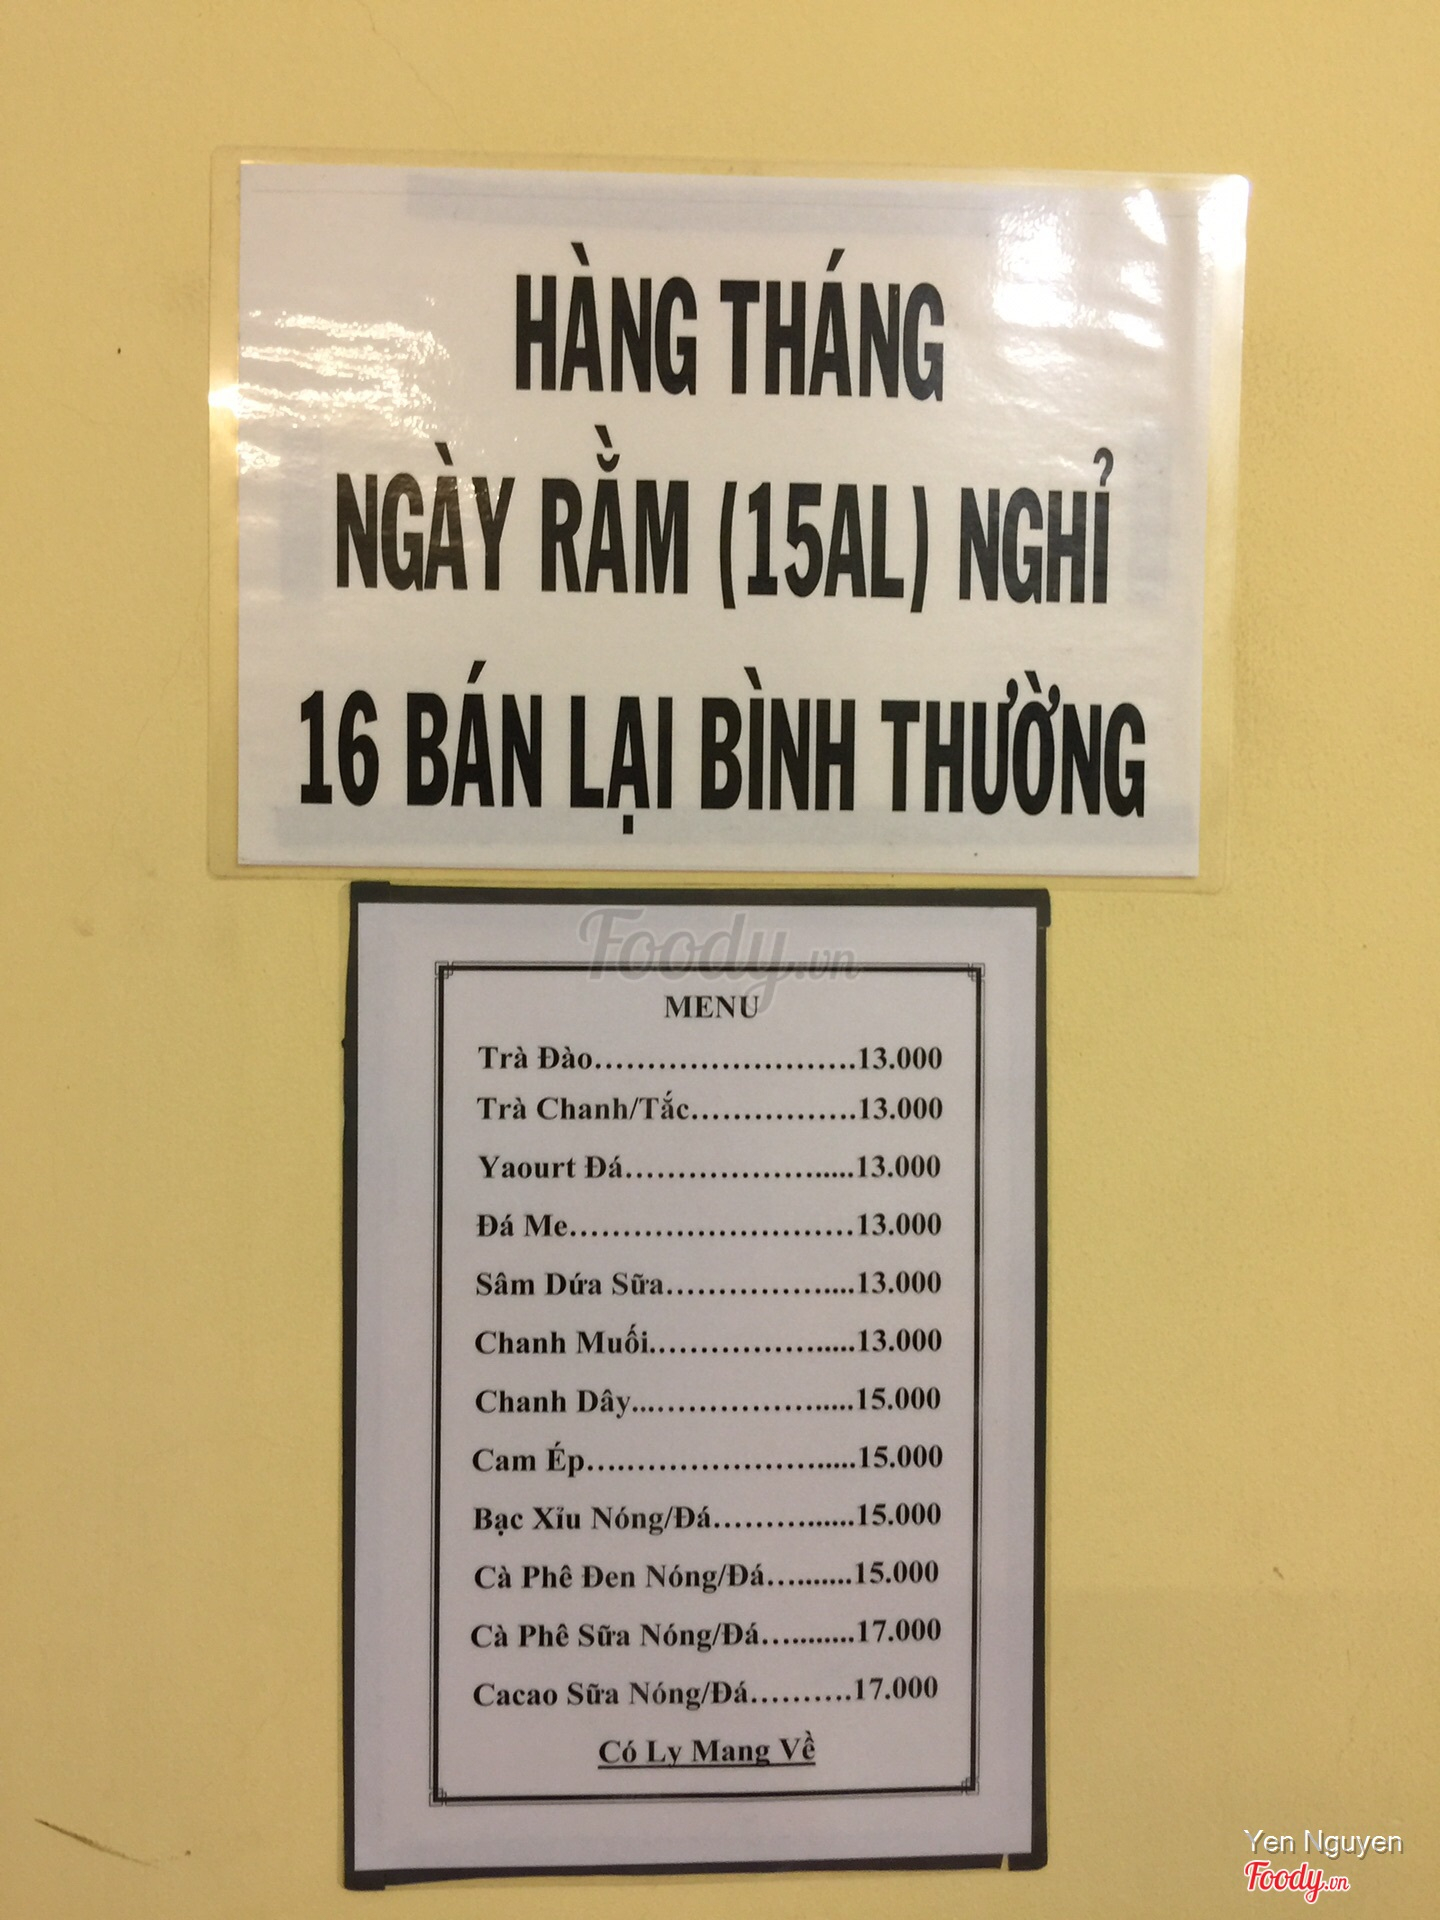 HÀNG THÁNG
NGÀY RẰM (15AL) NGHỈ
16 BÁN LẠI BÌNH THƯỜNG
Foody.vn
MENU
Trà Đào..........................13.000
Trà Chanh/Tắc................13.000
Yaourt Đá.......................13.000
Đá Me............................13.000
Sâm Dứa Sữa...................13.000
Chanh Muối.....................13.000
Chanh Dây......................15.000
Cam Ép...........................15.000
Bạc Xỉu Nóng/Đá...............15.000
Cà Phê Đen Nóng/Đá...........15.000
Cà Phê Sữa Nóng/Đá...........17.000
Cacao Sữa Nóng/Đá..........17.000
Có Ly Mang Về
Yen Nguyen
Foody.vn